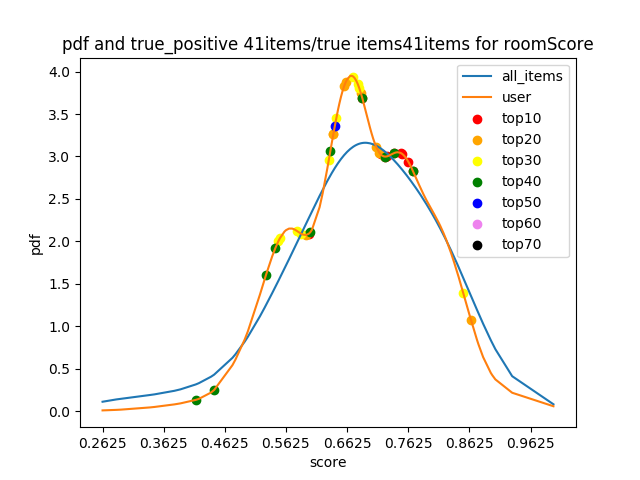 pdf and true_positive 41items/true items41items for roomScore
all_items
user
top10
top20
top30
top40
top50
top60
top70
4.0
3.5
3.0
2.5
2.0
1.5
1.0
0.5
0.0
pdf
0.2625 0.3625 0.4625 0.5625 0.6625 0.7625 0.8625 0.9625
score